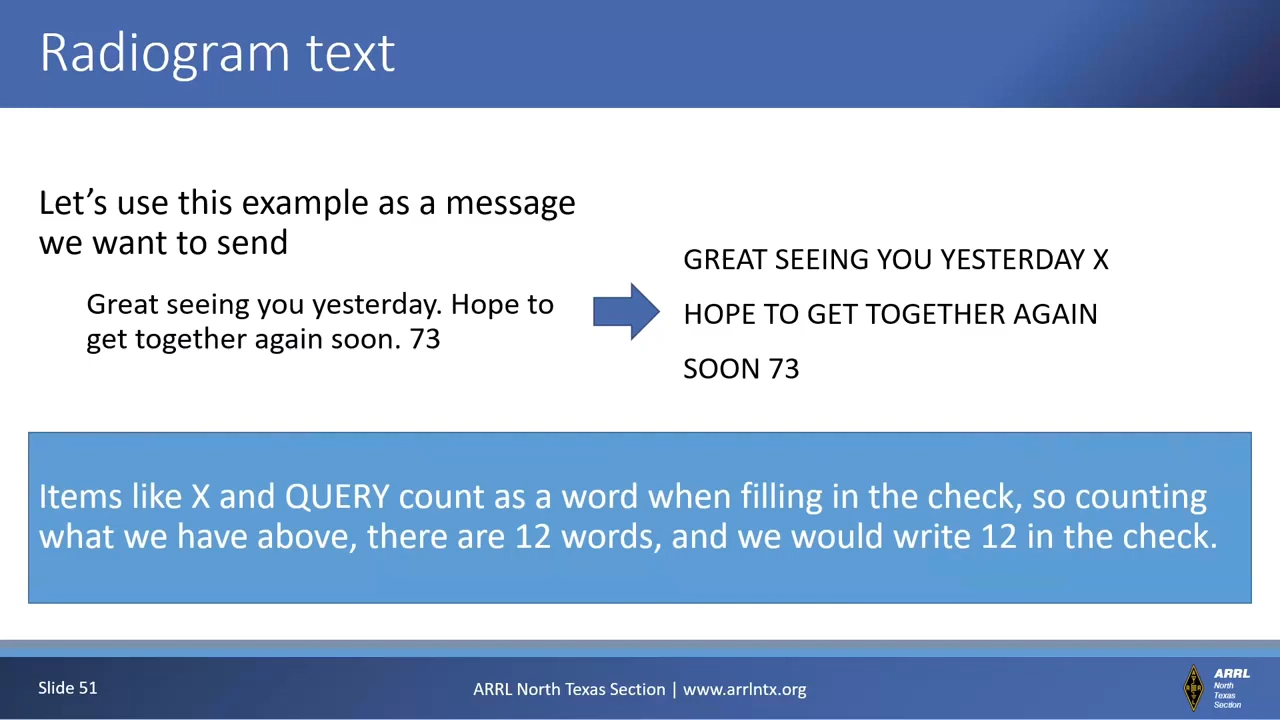 Radiogram text
Let’s use this example as a message
we want to send
Great seeing you yesterday. Hope to
get together again soon. 73
GREAT SEEING YOU YESTERDAY X
HOPE TO GET TOGETHER AGAIN
SOON 73
Items like X and QUERY count as a word when filling in the check, so counting
what we have above, there are 12 words, and we would write 12 in the check.
Slide 51
ARRL North Texas Section | www.arrlntx.org
ARRL
North
Texas
Section